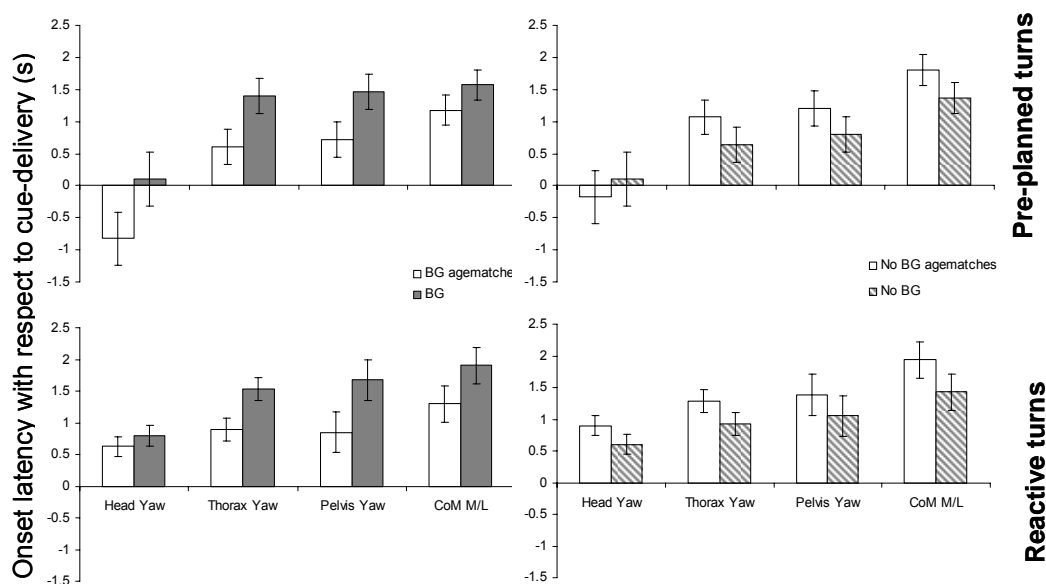 Onset latency with respect to cue-delivery (s)
2.5
2
1.5
1
0.5
0
-0.5
-1
-1.5
BG agematche
BG
2.5
2
1.5
1
0.5
0
-0.5
-1
-1.5
No BG agematches
No BG
Pre-planned turns
2.5
2
1.5
1
0.5
0
-0.5
-1
-1.5
Head Yaw
Thorax Yaw
Pelvis Yaw
CoM M/L
2.5
2
1.5
1
0.5
0
-0.5
-1
-1.5
Head Yaw
Thorax Yaw
Pelvis Yaw
CoM M/L
Reactive turns